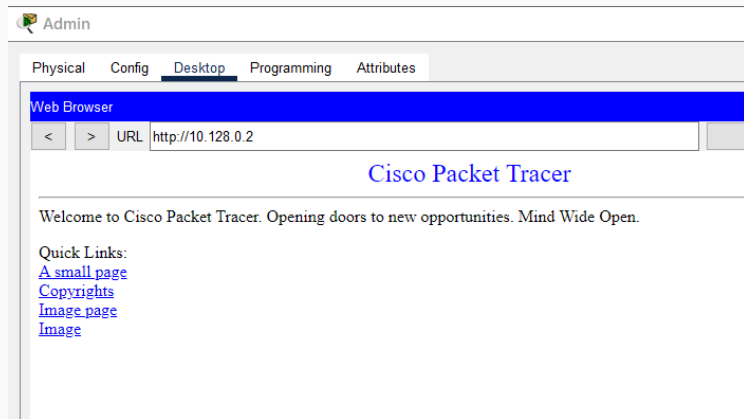 Admin
Physical Config Desktop Programming Attributes
Web Browser
< > URL http://10.128.0.2
Cisco Packet Tracer
Welcome to Cisco Packet Tracer. Opening doors to new opportunities. Mind Wide Open.
Quick Links:
A small page
Copyrights
Image page
Image